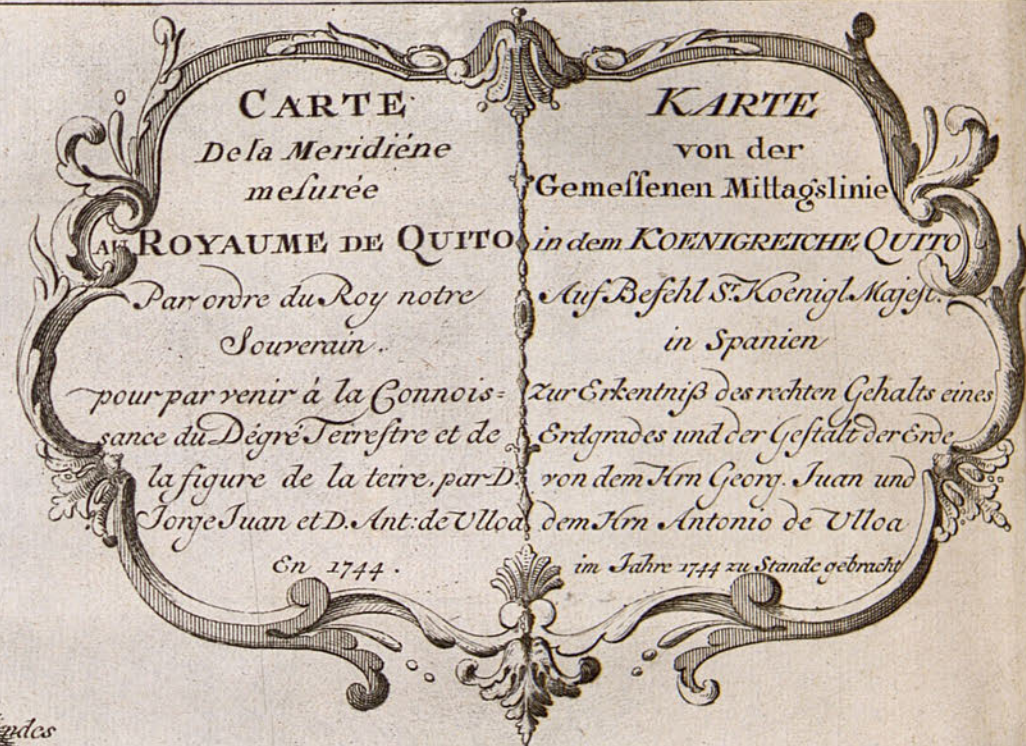 CARTE
De la Meridiéne
meſurée
AU ROYAUME DE QUITO
Par ordre du Roy notre
Souverain.
pour parvenir à la Connois=
sance du Dégré Terreſtre et de
la figure de la terre, par D.
Jorge Juan et D. Ant: de Ulloa
En 1744.
KARTE
von der
Gemeſſenen Mittagslinie
in dem KOENIGREICHE QUITO
Auf Befehl Sr. Koenigl. Majeſt.
in Spanien
zur Erkentniß des rechten Gehalts eines
Erdgrades und der Geſtalt der Erde
von dem Hrn Georg. Juan und
dem Hrn Antonio de Ulloa
im Jahre 1744 zu Stande gebracht